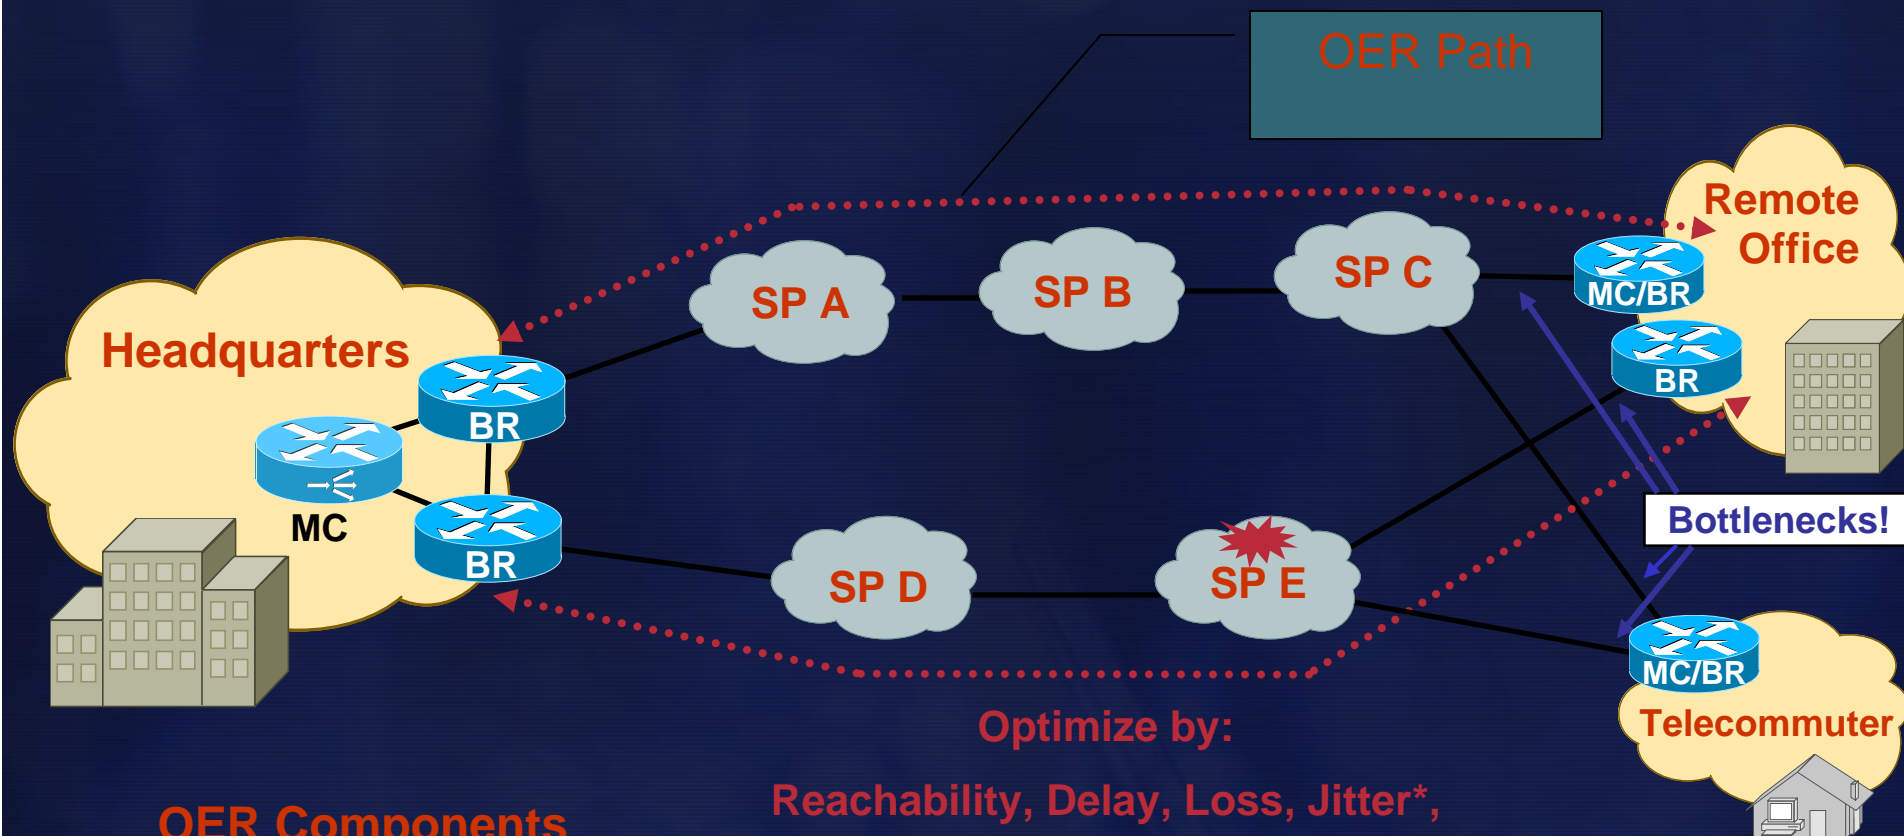 OER Path
Remote
Office
SP A
SP B
SP C
MC/BR
Headquarters
BR
BR
MC
BR
Bottlenecks!
SP D
SP E
MC/BR
Telecommuter
Optimize by:
Reachability, Delay, Loss, Jitter*,
OER Components